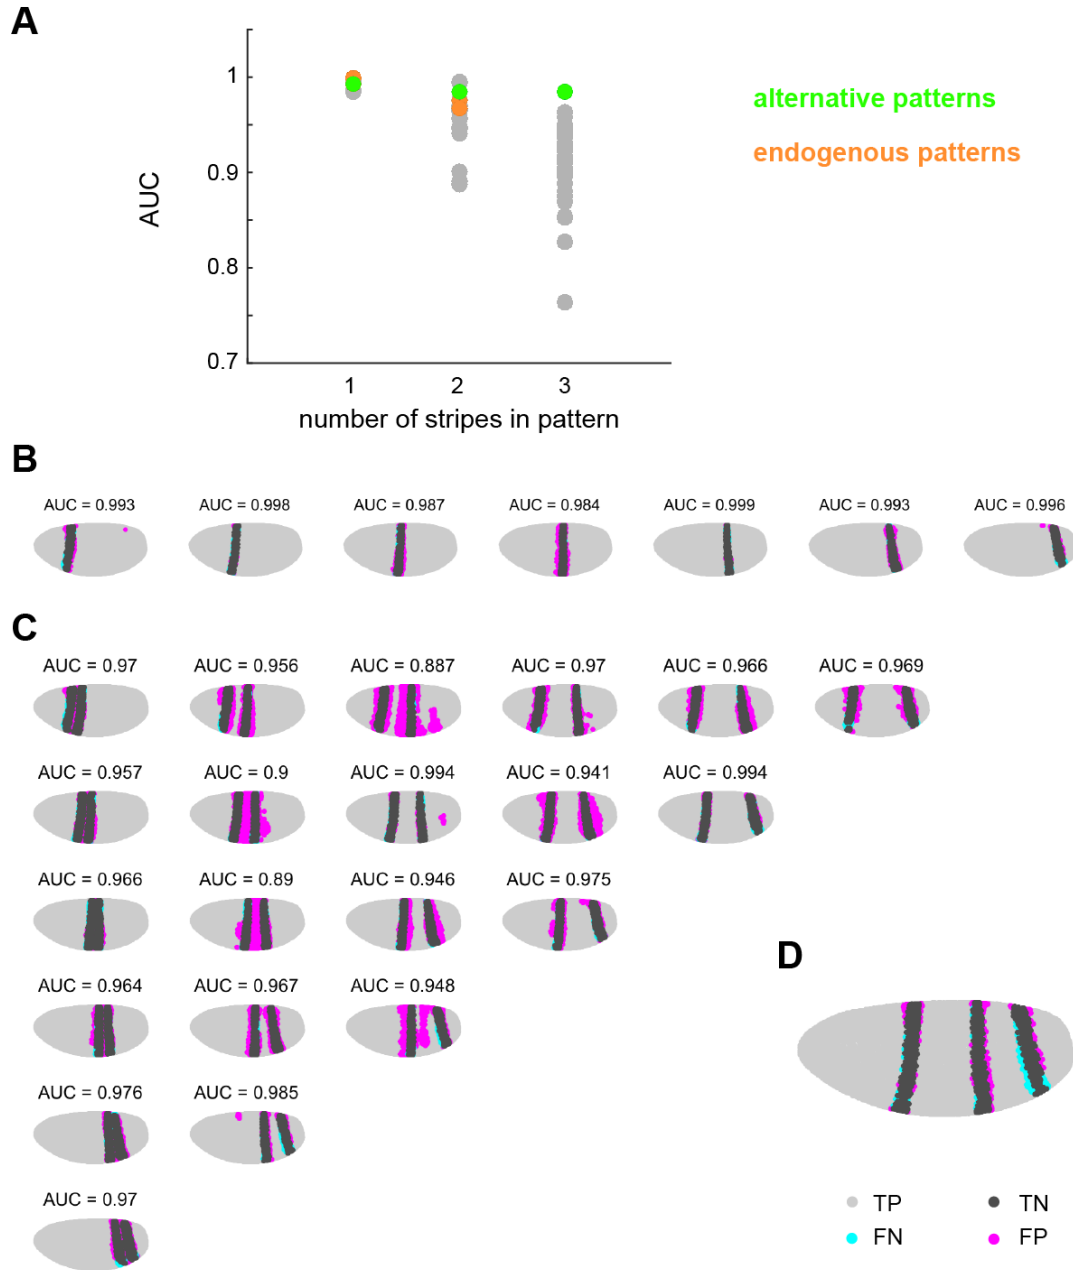 A
AUC
1
0.9
0.8
0.7
1 2 3
number of stripes in pattern
alternative patterns
endogenous patterns
B
AUC = 0.993 AUC = 0.998 AUC = 0.987 AUC = 0.984 AUC = 0.999 AUC = 0.993 AUC = 0.996
C
AUC = 0.97 AUC = 0.956 AUC = 0.887 AUC = 0.97 AUC = 0.966 AUC = 0.969
AUC = 0.957 AUC = 0.9 AUC = 0.994 AUC = 0.941 AUC = 0.994
AUC = 0.966 AUC = 0.89 AUC = 0.946 AUC = 0.975
AUC = 0.964 AUC = 0.967 AUC = 0.948
AUC = 0.976 AUC = 0.985
AUC = 0.97
D
TP TN
FN FP